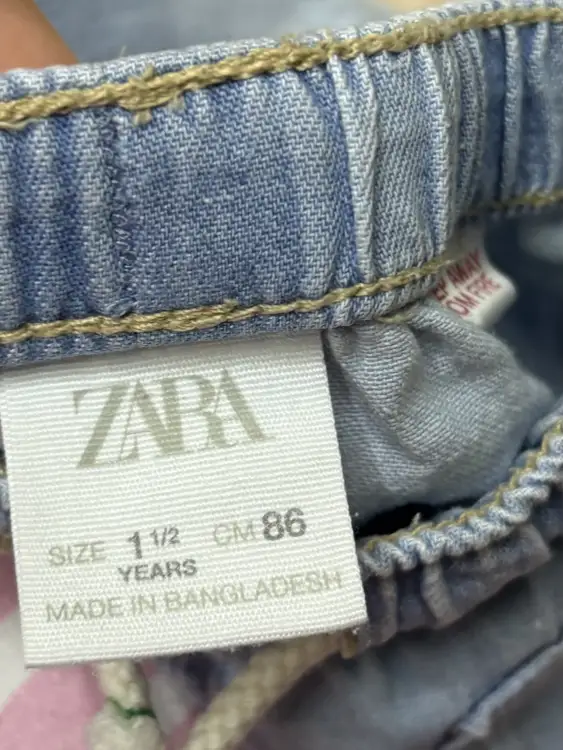 ZARA
SIZE 1 1/2 CM 86
YEARS
MADE IN BANGLADESH